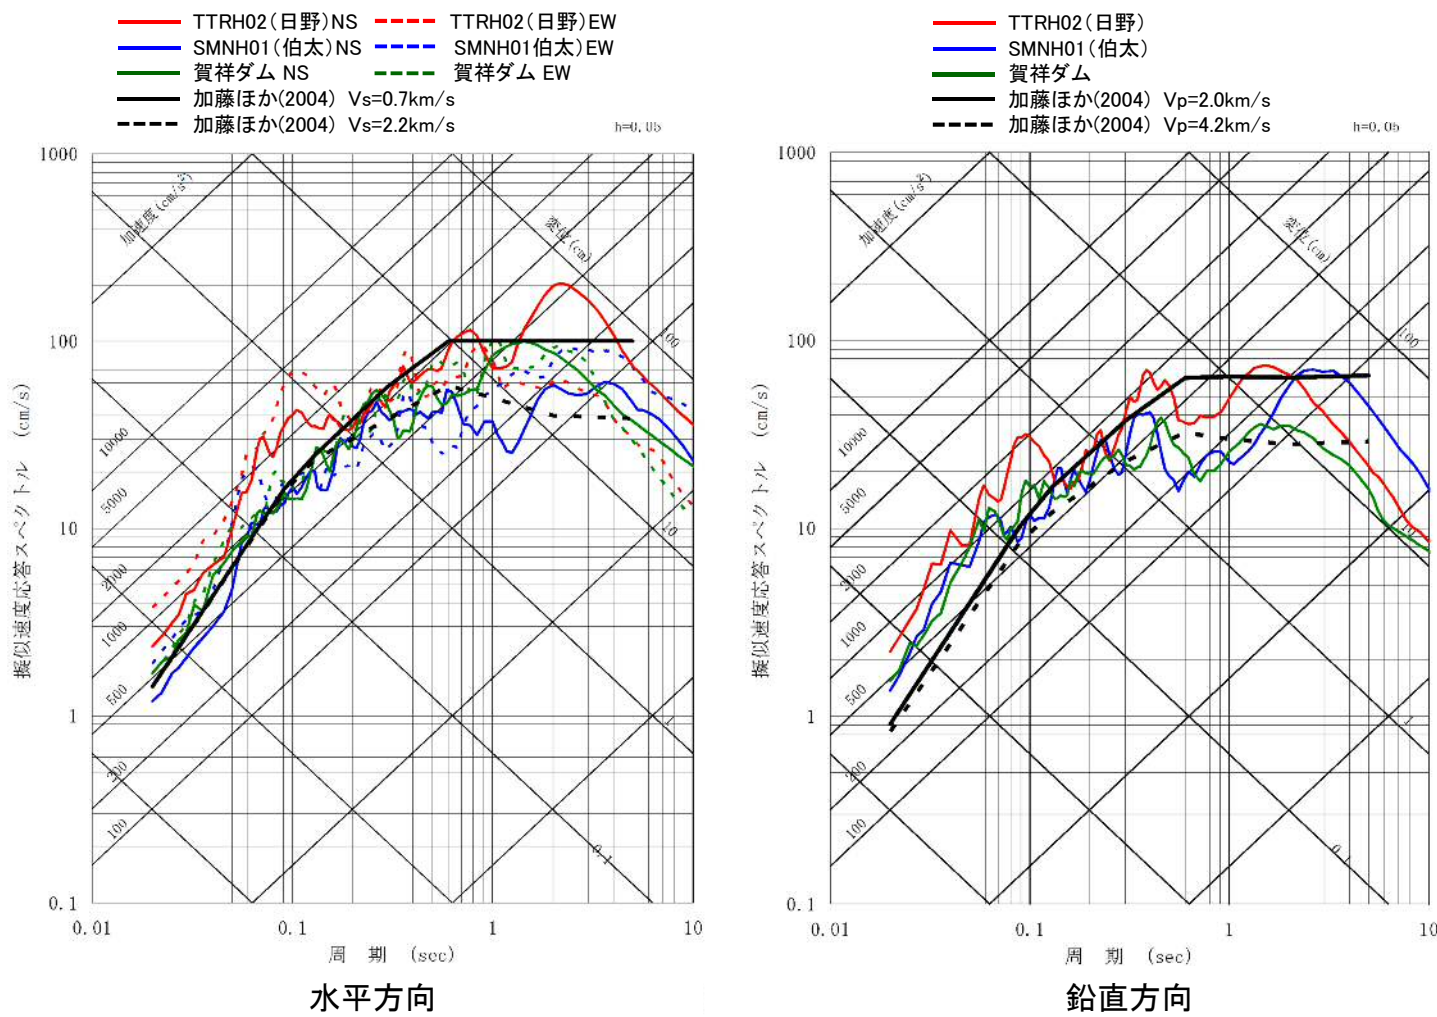 TTRH02（日野）NS
TTRH02（日野）EW
SMNH01（伯太）NS
SMNH01伯太）EW
賀祥ダム NS
賀祥ダム EW
加藤ほか(2004) Vs=0.7km/s
加藤ほか(2004) Vs=2.2km/s
h=0.05
1000
100
10
1
0.1
0.01
0.1
1
10
擬似速度応答スペクトル (cm/s)
周 期 (sec)
加速度(cm/s²)
変位(cm)
10000
5000
2000
1000
500
200
100
100
10
1
0.1
水平方向
TTRH02（日野）
SMNH01（伯太）
賀祥ダム
加藤ほか(2004) Vp=2.0km/s
加藤ほか(2004) Vp=4.2km/s
h=0.05
1000
100
10
1
0.1
0.01
0.1
1
10
擬似速度応答スペクトル (cm/s)
周 期 (sec)
加速度(cm/s²)
変位(cm)
10000
5000
2000
1000
500
200
100
100
10
1
0.1
鉛直方向